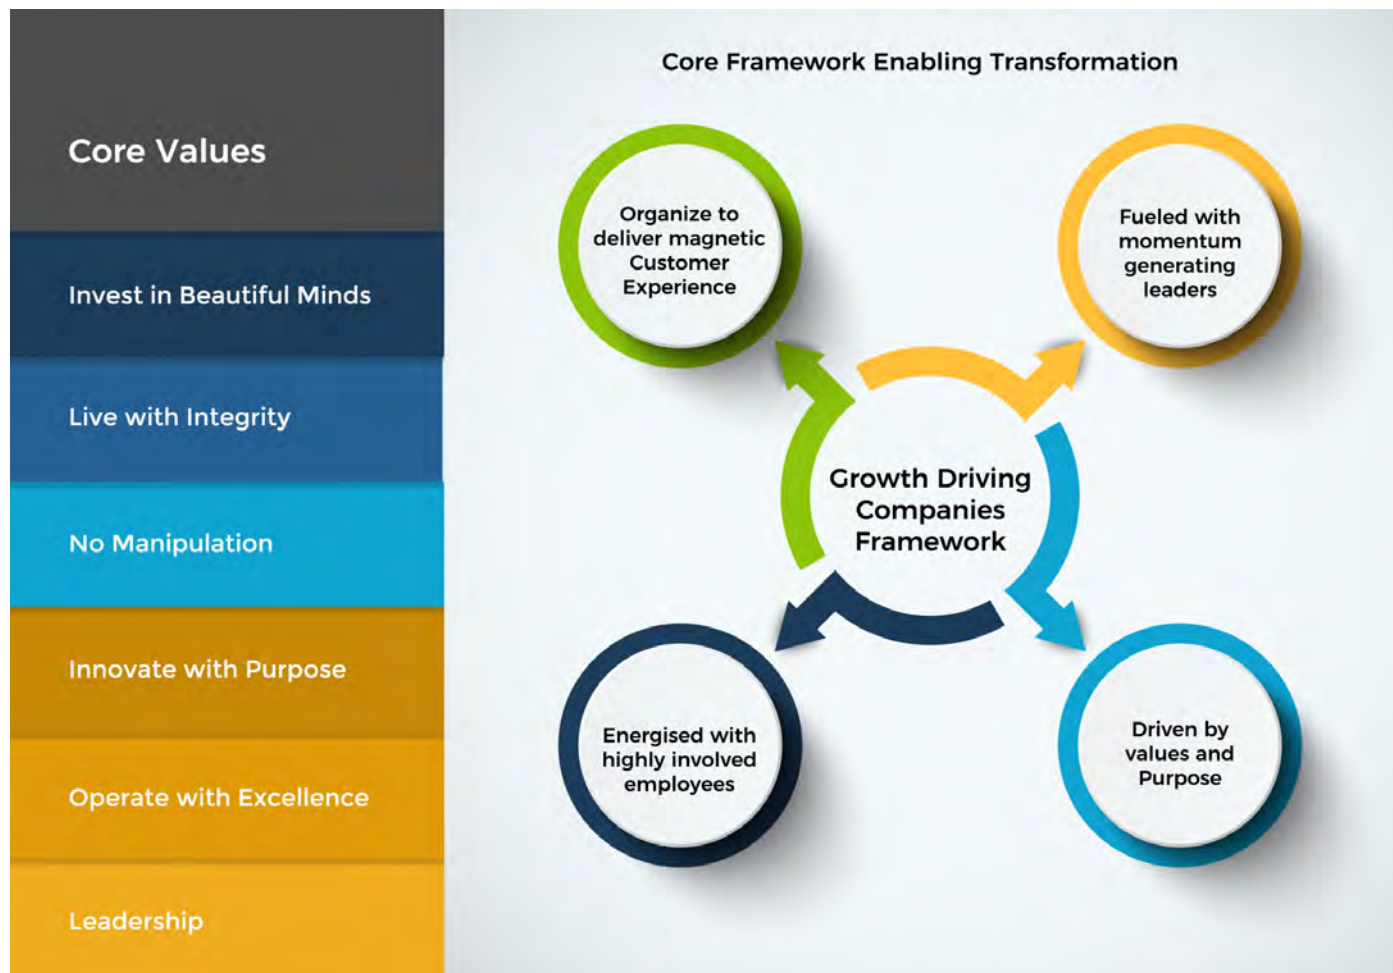 Core Values
Invest in Beautiful Minds
Live with Integrity
No Manipulation
Innovate with Purpose
Operate with Excellence
Leadership
Core Framework Enabling Transformation
Organize to
deliver magnetic
Customer
Experience
Fueled with
momentum
generating
leaders
Growth Driving
Companies
Framework
Energised with
highly involved
employees
Driven by
values and
Purpose